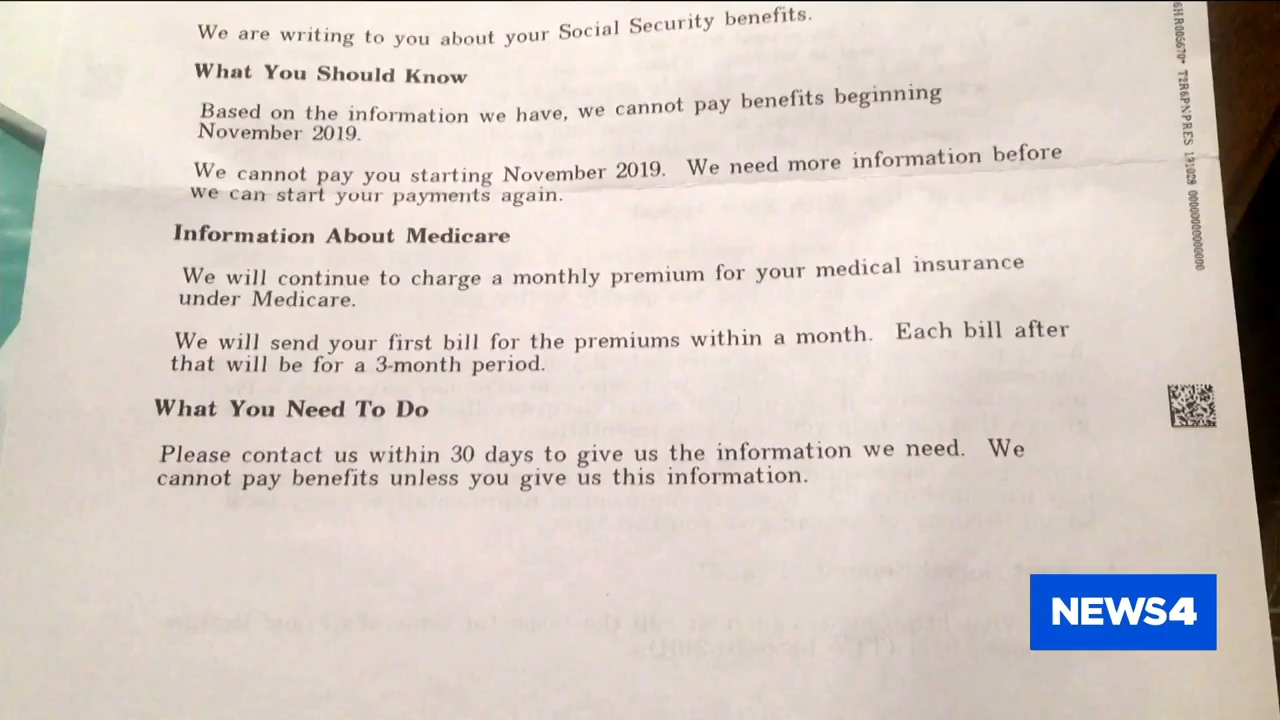 We are writing to you about your Social Security benefits.
What You Should Know
Based on the information we have, we cannot pay benefits beginning
November 2019.
We cannot pay you starting November 2019. We need more information before
we can start your payments again.
Information About Medicare
We will continue to charge a monthly premium for your medical insurance
under Medicare.
We will send your first bill for the premiums within a month. Each bill after
that will be for a 3-month period.
What You Need To Do
Please contact us within 30 days to give us the information we need. We
cannot pay benefits unless you give us this information.
NEWS4